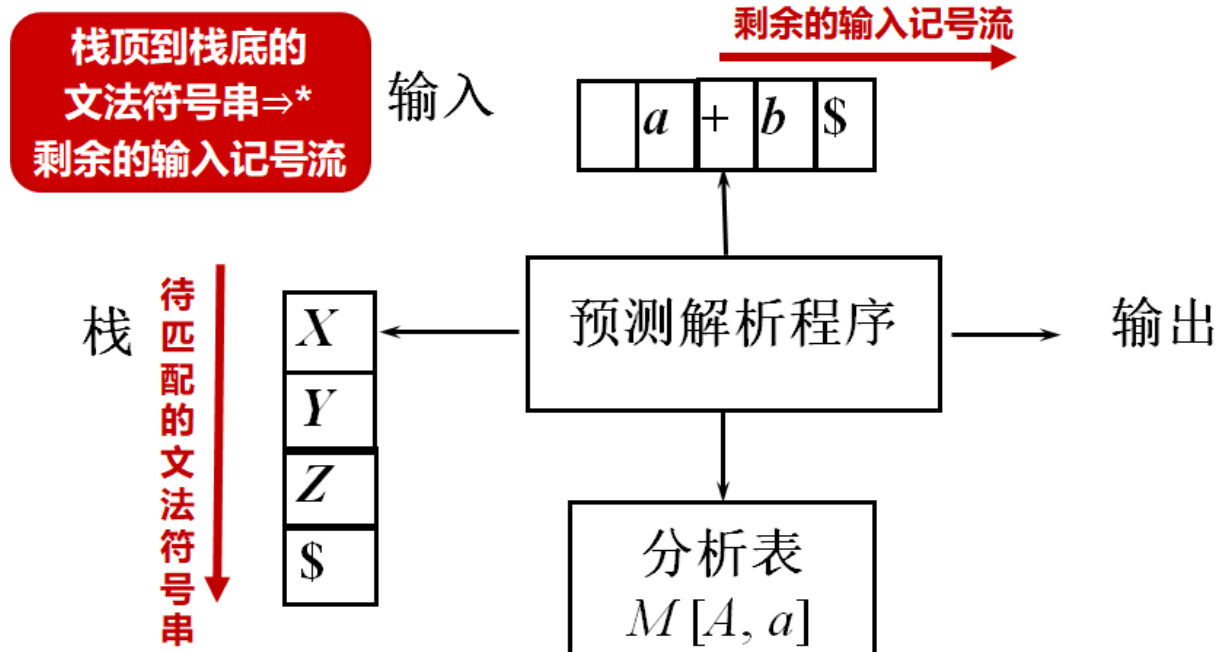 栈顶到栈底的
文法符号串⇒*
剩余的输入记号流
剩余的输入记号流
输入
a + b $
栈
待匹配的文法符号串
X
Y
Z
$
预测解析程序
输出
分析表
M [A, a]